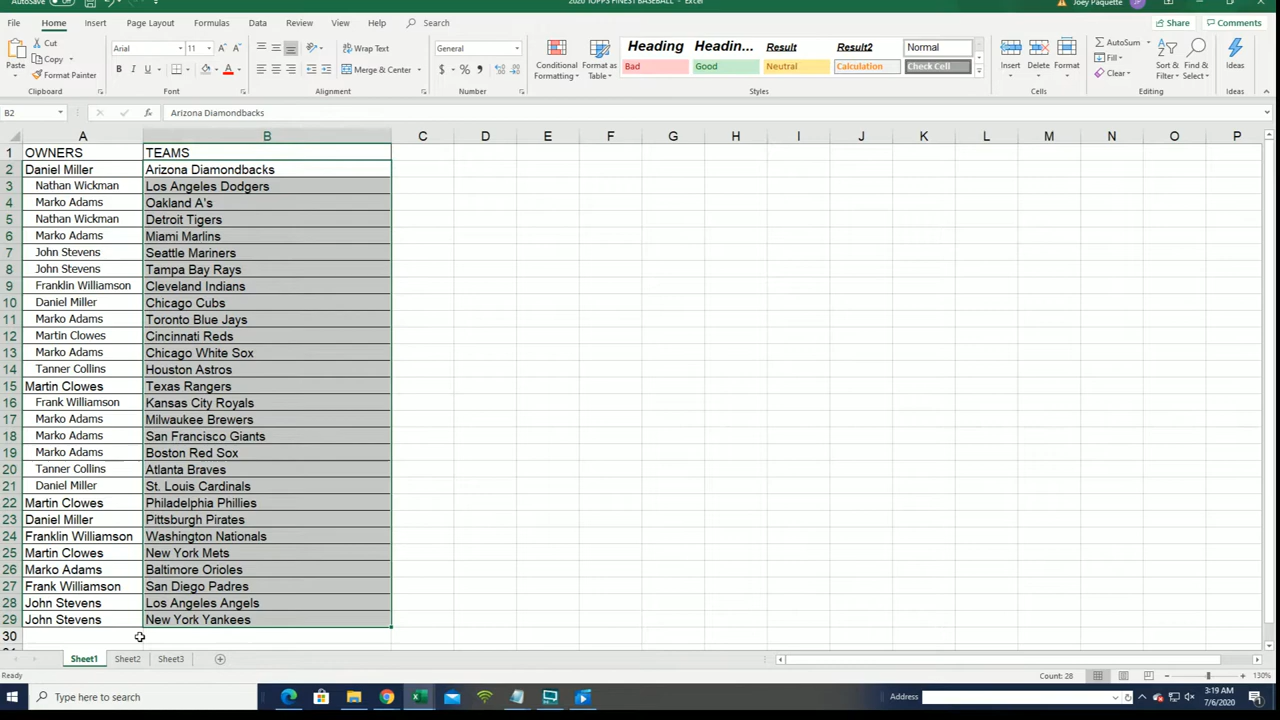 AutoSave Off 2020 TOPPS FINEST BASEBALL - Excel Joey Paquette JP
File Home Insert Page Layout Formulas Data Review View Help Search Share Comments
Paste Cut Copy Format Painter Clipboard
Arial 11 Font
Wrap Text Merge & Center Alignment
General Number
Conditional Formatting Format as Table
Heading Headin... Result Result2 Normal
Bad Good Neutral Calculation Check Cell
Styles
Insert Delete Format Cells
AutoSum Fill Clear Sort & Filter Find & Select Editing
Ideas Ideas
B2 fx Arizona Diamondbacks
A B C D E F G H I J K L M N O P
1 OWNERS TEAMS
2 Daniel Miller Arizona Diamondbacks
3 Nathan Wickman Los Angeles Dodgers
4 Marko Adams Oakland A's
5 Nathan Wickman Detroit Tigers
6 Marko Adams Miami Marlins
7 John Stevens Seattle Mariners
8 John Stevens Tampa Bay Rays
9 Franklin Williamson Cleveland Indians
10 Daniel Miller Chicago Cubs
11 Marko Adams Toronto Blue Jays
12 Martin Clowes Cincinnati Reds
13 Marko Adams Chicago White Sox
14 Tanner Collins Houston Astros
15 Martin Clowes Texas Rangers
16 Frank Williamson Kansas City Royals
17 Marko Adams Milwaukee Brewers
18 Marko Adams San Francisco Giants
19 Marko Adams Boston Red Sox
20 Tanner Collins Atlanta Braves
21 Daniel Miller St. Louis Cardinals
22 Martin Clowes Philadelphia Phillies
23 Daniel Miller Pittsburgh Pirates
24 Franklin Williamson Washington Nationals
25 Martin Clowes New York Mets
26 Marko Adams Baltimore Orioles
27 Frank Williamson San Diego Padres
28 John Stevens Los Angeles Angels
29 John Stevens New York Yankees
30
Sheet1 Sheet2 Sheet3
Ready Count: 28 130%
Type here to search Address 3:19 AM
7/6/2020